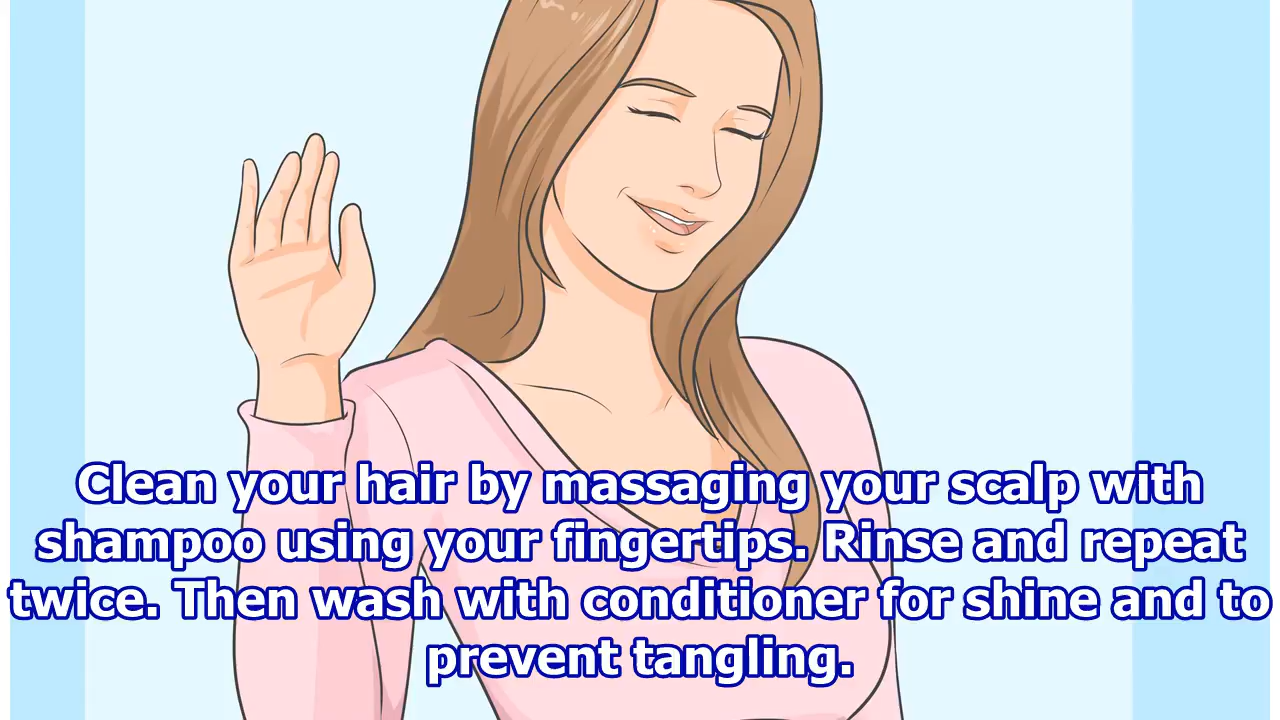 Clean your hair by massaging your scalp with
shampoo using your fingertips. Rinse and repeat
twice. Then wash with conditioner for shine and to
prevent tangling.